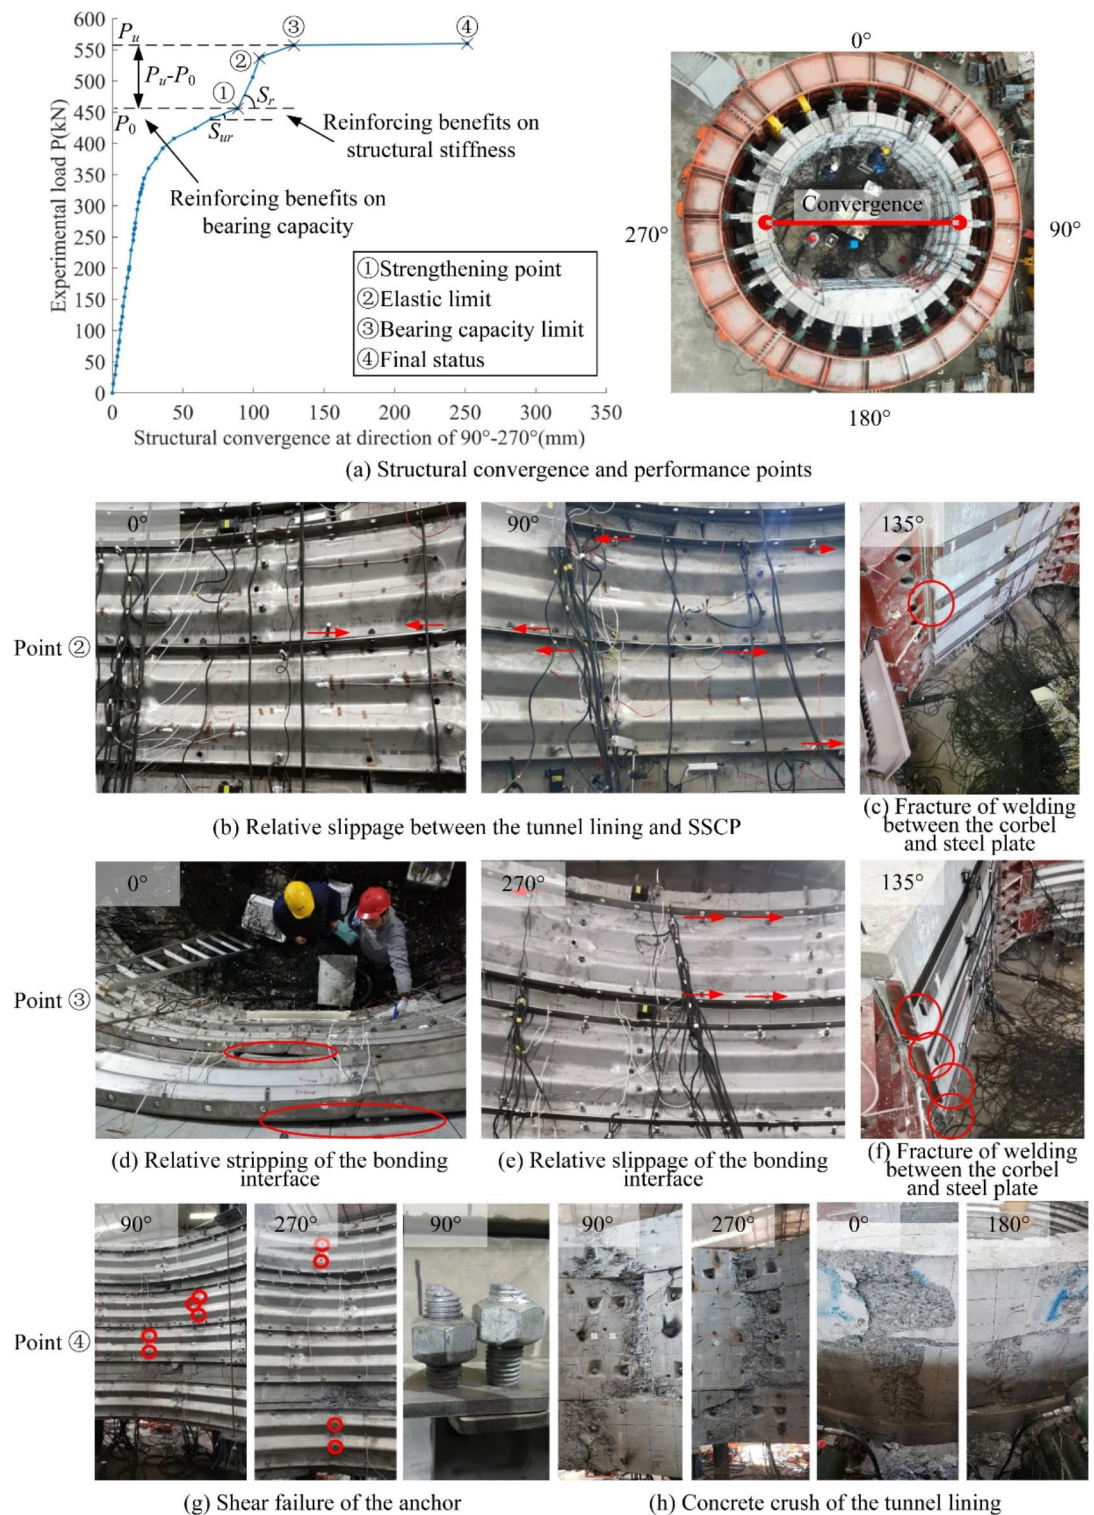 600
550
500
450
400
350
300
250
200
150
100
50
0
Experimental load P(kN)
Pu
Pu-P0
P0
①
②
③
④
Sr
Sur
Reinforcing benefits on
structural stiffness
Reinforcing benefits on
bearing capacity
①Strengthening point
②Elastic limit
③Bearing capacity limit
④Final status
0 50 100 150 200 250 300 350
Structural convergence at direction of 90°-270°(mm)
0°
Convergence
270°
90°
180°
(a) Structural convergence and performance points
Point ②
0°
90°
135°
(b) Relative slippage between the tunnel lining and SSCP
(c) Fracture of welding
between the corbel
and steel plate
Point ③
0°
270°
135°
(d) Relative stripping of the bonding
interface
(e) Relative slippage of the bonding
interface
(f) Fracture of welding
between the corbel
and steel plate
Point ④
90°
270°
90°
90°
270°
0°
180°
(g) Shear failure of the anchor
(h) Concrete crush of the tunnel lining